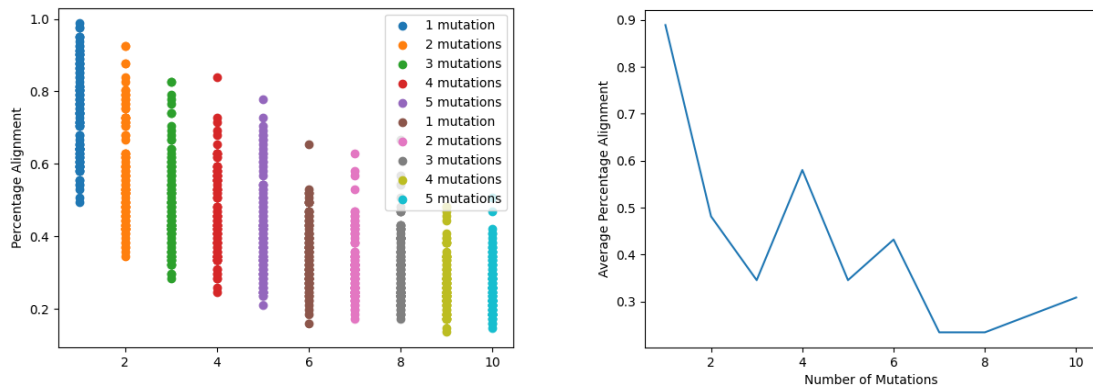 Percentage Alignment
1.0
0.8
0.6
0.4
0.2
2
4
6
8
10
1 mutation
2 mutations
3 mutations
4 mutations
5 mutations
1 mutation
2 mutations
3 mutations
4 mutations
5 mutations
Average Percentage Alignment
0.9
0.8
0.7
0.6
0.5
0.4
0.3
2
4
6
8
10
Number of Mutations